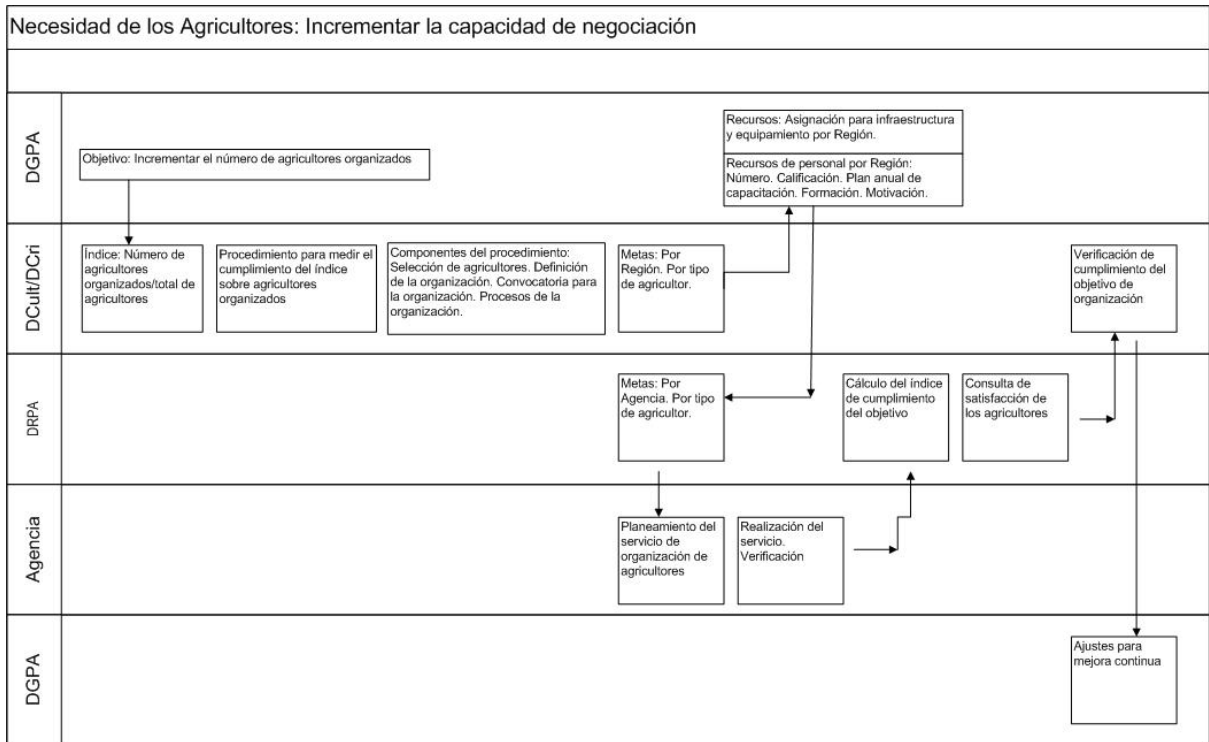 Necesidad de los Agricultores: Incrementar la capacidad de negociación
DGPA
Objetivo: Incrementar el número de agricultores organizados
Recursos: Asignación para infraestructura
y equipamiento por Región.
Recursos de personal por Región:
Número. Calificación. Plan anual de
capacitación. Formación. Motivación.
DCult/DCri
Índice: Número de
agricultores
organizados/total de
agricultores
Procedimiento para medir el
cumplimiento del índice
sobre agricultores
organizados
Componentes del procedimiento:
Selección de agricultores. Definición
de la organización. Convocatoria para
la organización. Procesos de la
organización.
Metas: Por
Región. Por tipo
de agricultor.
Verificación de
cumplimiento del
objetivo de
organización
DRPA
Metas: Por
Agencia. Por tipo
de agricultor.
Cálculo del índice
de cumplimiento
del objetivo
Consulta de
satisfacción de
los agricultores
Agencia
Planeamiento del
servicio de
organización de
agricultores
Realización del
servicio.
Verificación
DGPA
Ajustes para
mejora continua